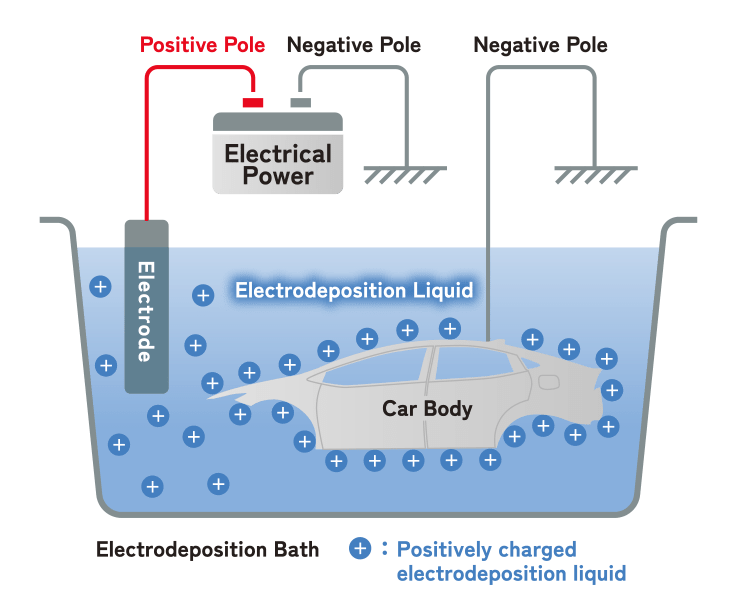 Positive Pole
Negative Pole
Negative Pole
Electrical
Power
Electrode
Electrodeposition Liquid
Car Body
Electrodeposition Bath
+ : Positively charged
electrodeposition liquid